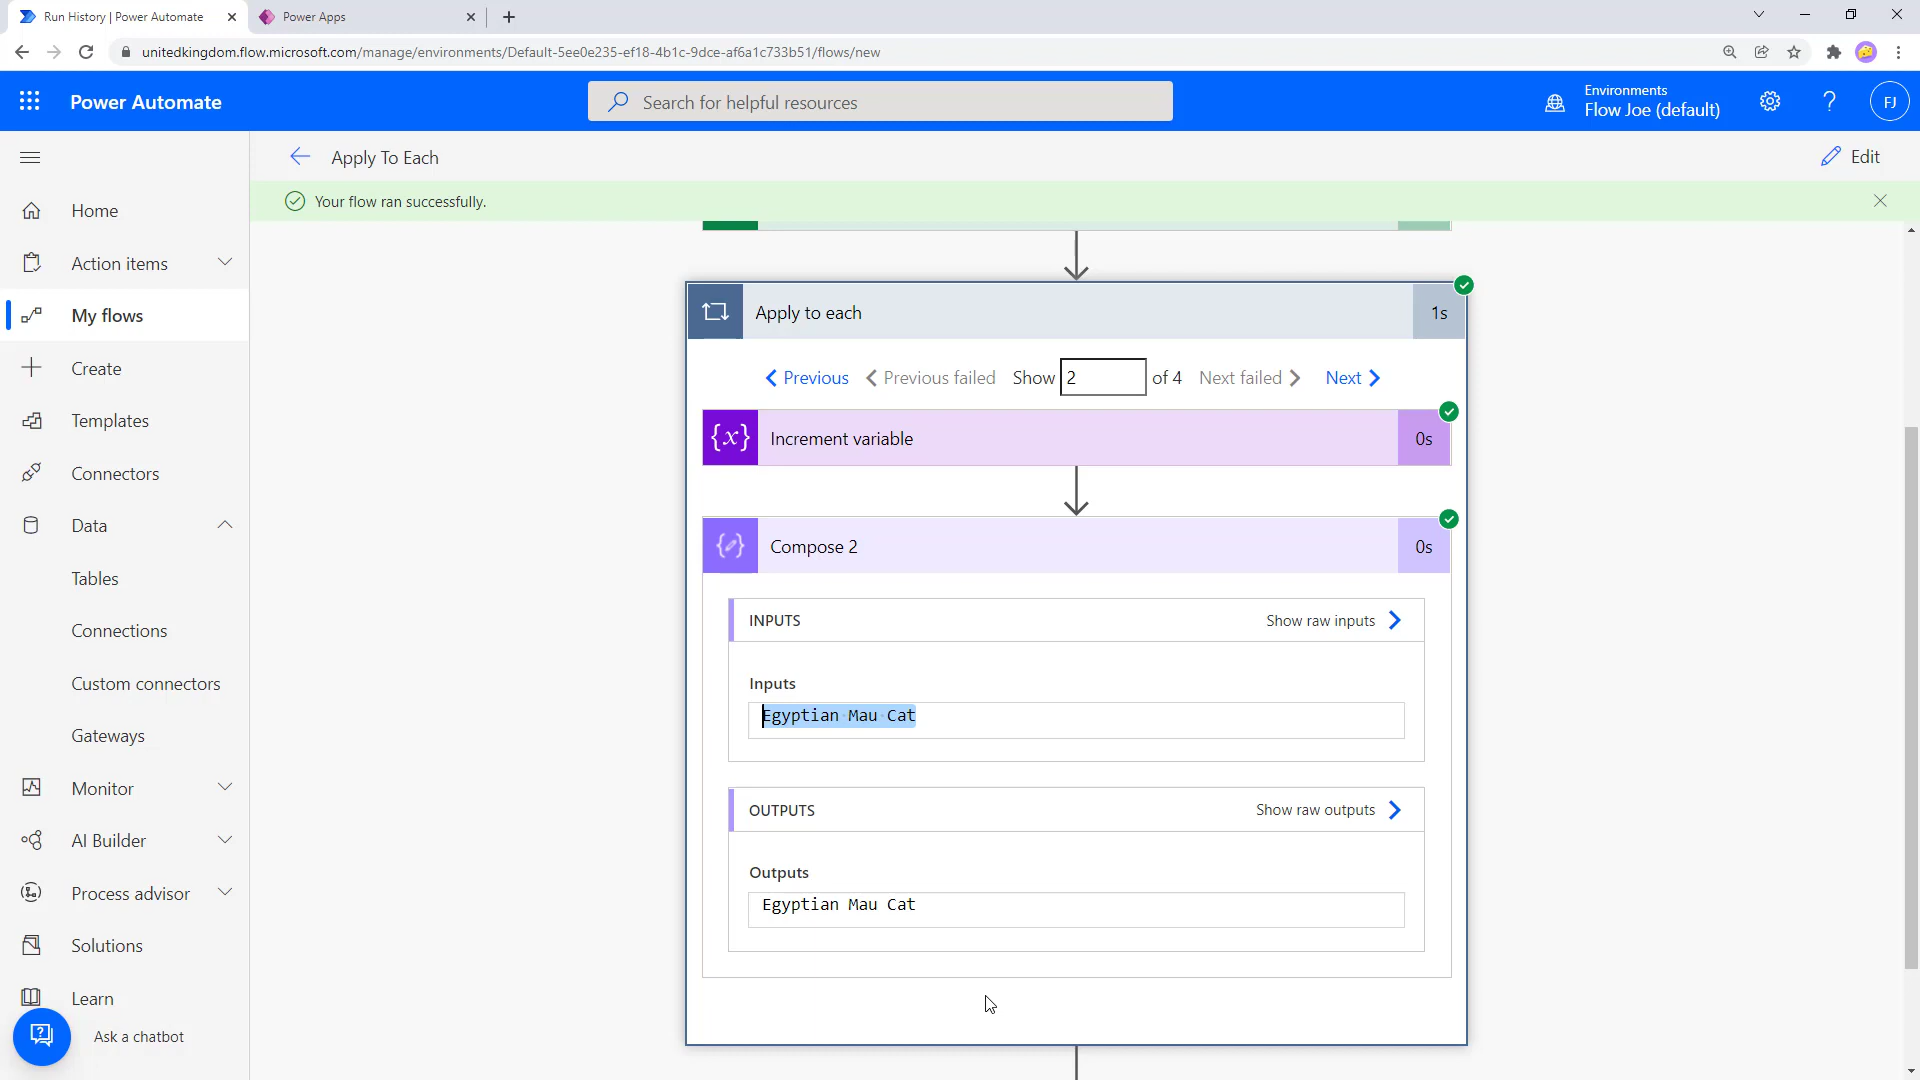 Run History | Power Automate
Power Apps
unitedkingdom.flow.microsoft.com/manage/environments/Default-5ee0e235-ef18-4b1c-9dce-af6a1c733b51/flows/new
Power Automate
Search for helpful resources
Environments
Flow Joe (default)
FJ
Apply To Each
Edit
Your flow ran successfully.
Home
Action items
My flows
Create
Templates
Connectors
Data
Tables
Connections
Custom connectors
Gateways
Monitor
AI Builder
Process advisor
Solutions
Learn
Ask a chatbot
Apply to each
1s
Previous
Previous failed
Show 2 of 4
Next failed
Next
{x}
Increment variable
0s
Compose 2
0s
INPUTS
Show raw inputs
Inputs
Egyptian Mau Cat
OUTPUTS
Show raw outputs
Outputs
Egyptian Mau Cat